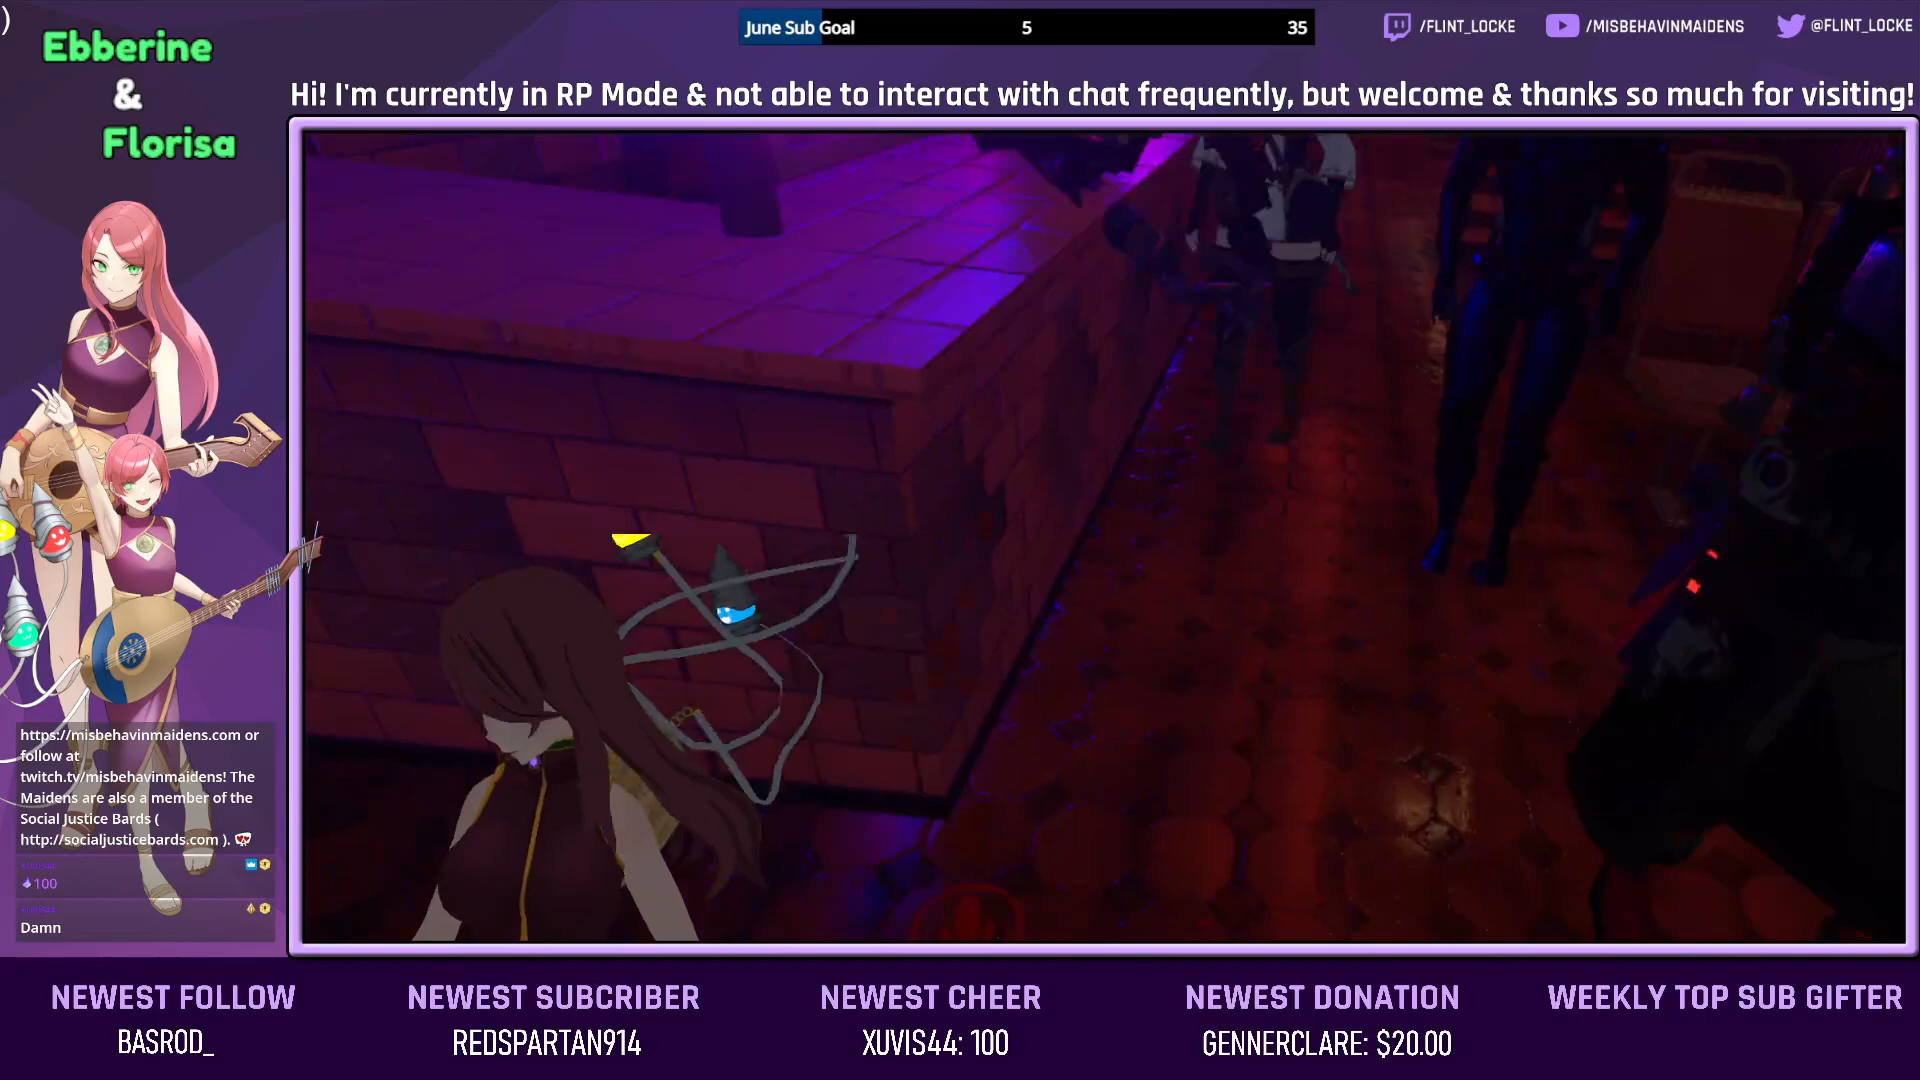 )
Ebberine
&
Florisa
June Sub Goal 5 35
/FLINT_LOCKE /MISBEHAVINMAIDENS @FLINT_LOCKE
Hi! I'm currently in RP Mode & not able to interact with chat frequently, but welcome & thanks so much for visiting!
https://misbehavinmaidens.com or
follow at
twitch.tv/misbehavinmaidens! The
Maidens are also a member of the
Social Justice Bards (
http://socialjusticebards.com ).
100
Damn
NEWEST FOLLOW
BASROD_
NEWEST SUBCRIBER
REDSPARTAN914
NEWEST CHEER
XUVIS44: 100
NEWEST DONATION
GENNERCLARE: $20.00
WEEKLY TOP SUB GIFTER